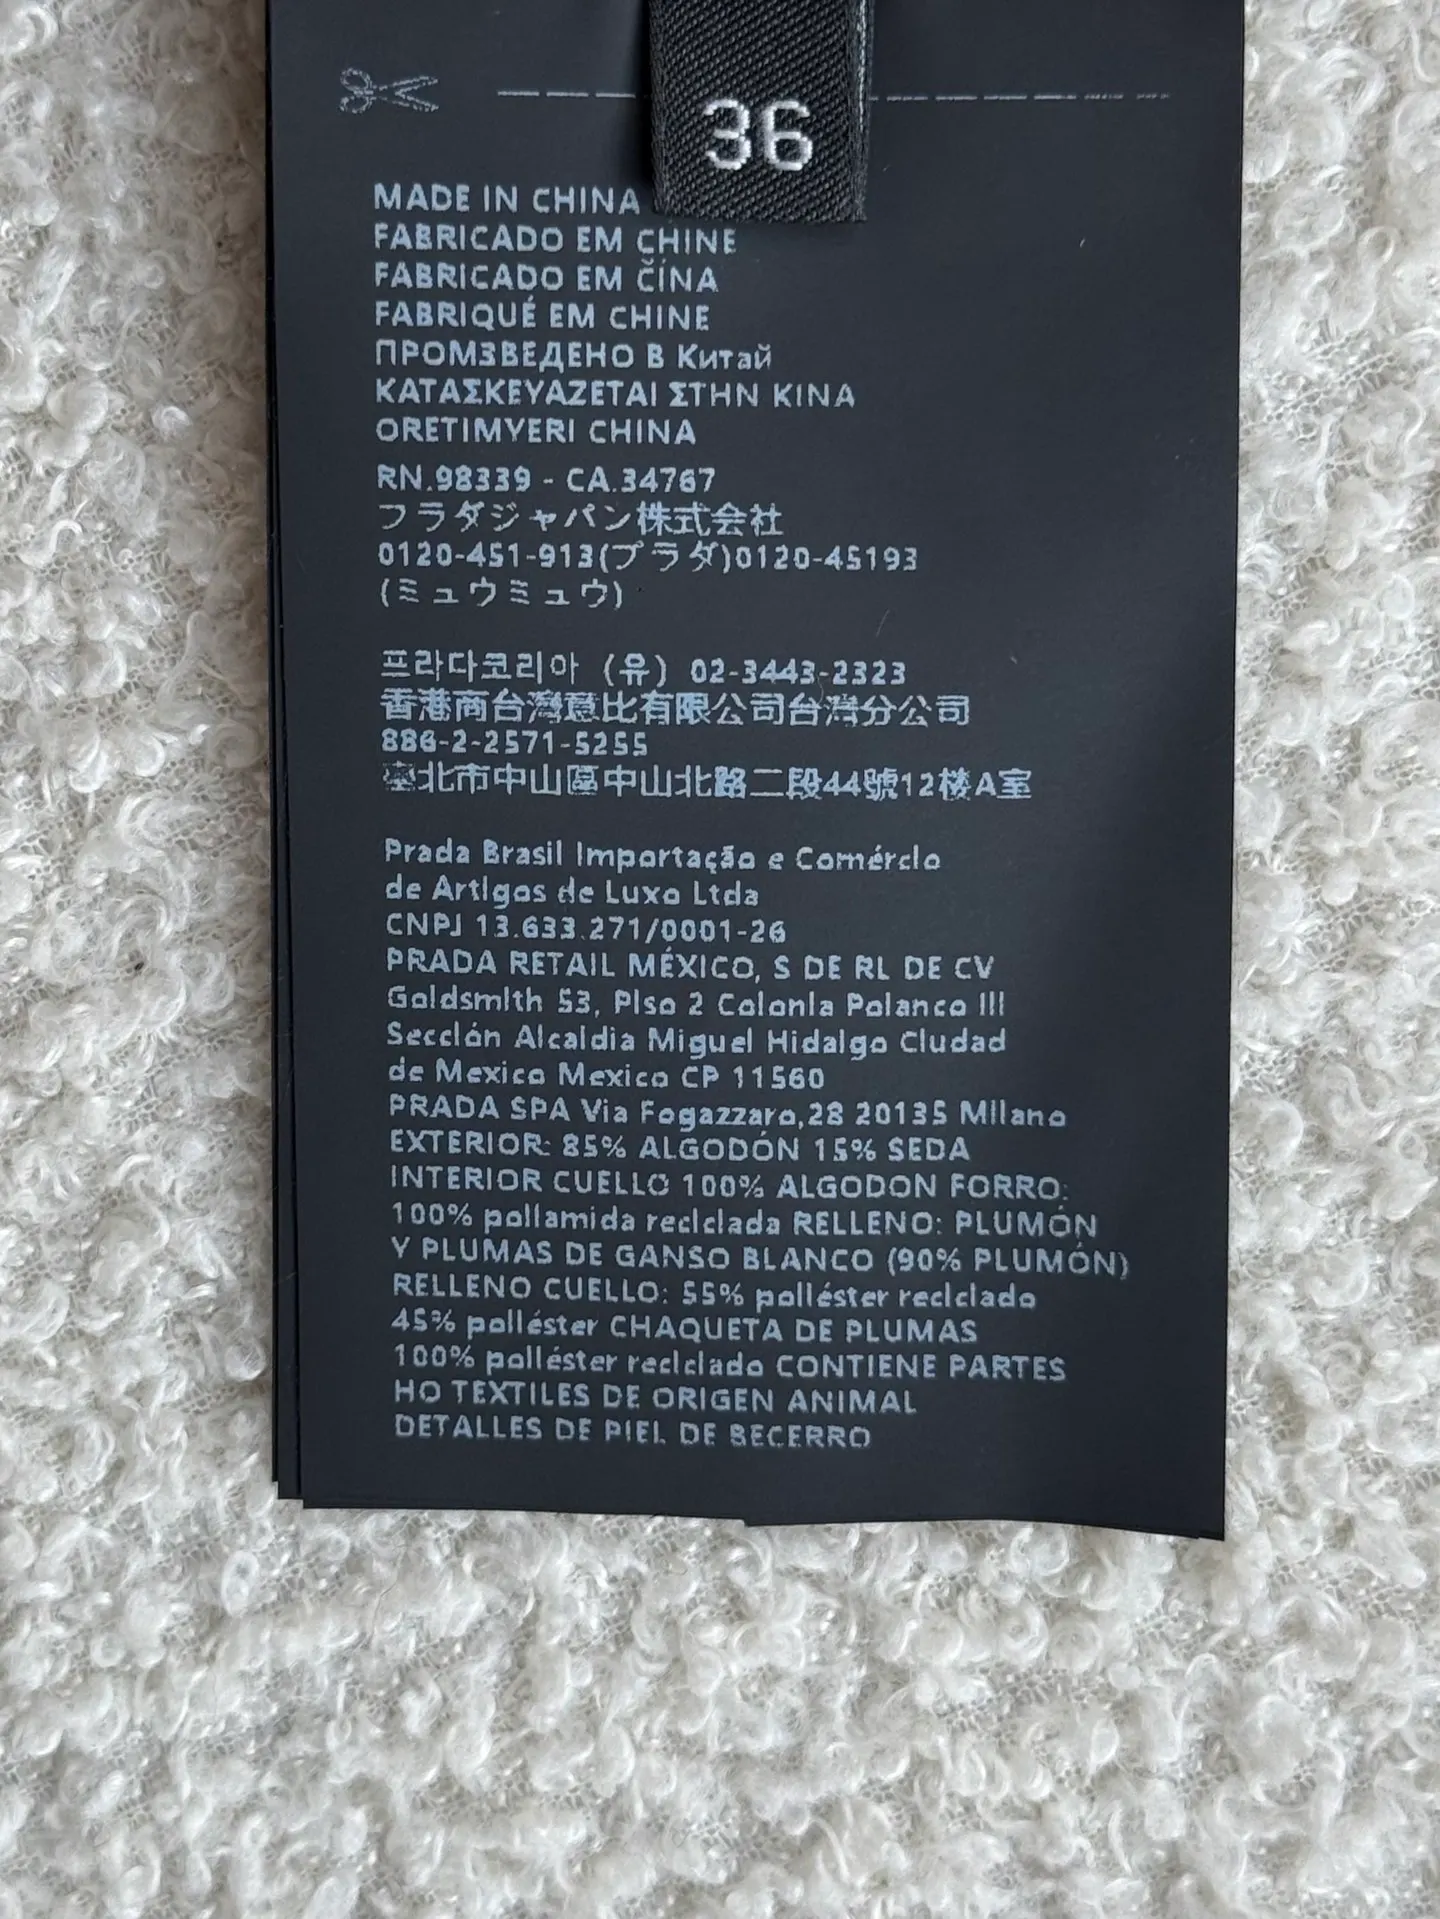 36
MADE IN CHINA
FABRICADO EM CHINE
FABRICADO EM ČÍNA
FABRIQUÉ EM CHINE
ПРОМЗВЕДЕНО В Китай
ΚΑΤΑΣΚΕΥΑΖΕΤΑΙ ΣΤΗΝ ΚΙΝΑ
ORETIMYERI CHINA
RN.98339 - CA.34767
フラダジャパン株式会社
0120-451-913(プラダ)0120-45193
(ミュウミュウ)
프라다코리아 (유) 02-3443-2323
香港商台灣意比有限公司台灣分公司
886-2-2571-5255
臺北市中山區中山北路二段44號12楼A室
Prada Brasil Importação e Comércio
de Artigos de Luxo Ltda
CNPJ 13.633.271/0001-26
PRADA RETAIL MÉXICO, S DE RL DE CV
Goldsmith 53, Piso 2 Colonia Polanco III
Sección Alcaldia Miguel Hidalgo Ciudad
de Mexico Mexico CP 11560
PRADA SPA Via Fogazzaro,28 20135 Milano
EXTERIOR: 85% ALGODÓN 15% SEDA
INTERIOR CUELLO 100% ALGODON FORRO:
100% pollamida reciclada RELLENO: PLUMÓN
Y PLUMAS DE GANSO BLANCO (90% PLUMÓN)
RELLENO CUELLO: 55% poliéster reciclado
45% poliéster CHAQUETA DE PLUMAS
100% poliéster reciclado CONTIENE PARTES
HO TEXTILES DE ORIGEN ANIMAL
DETALLES DE PIEL DE BECERRO